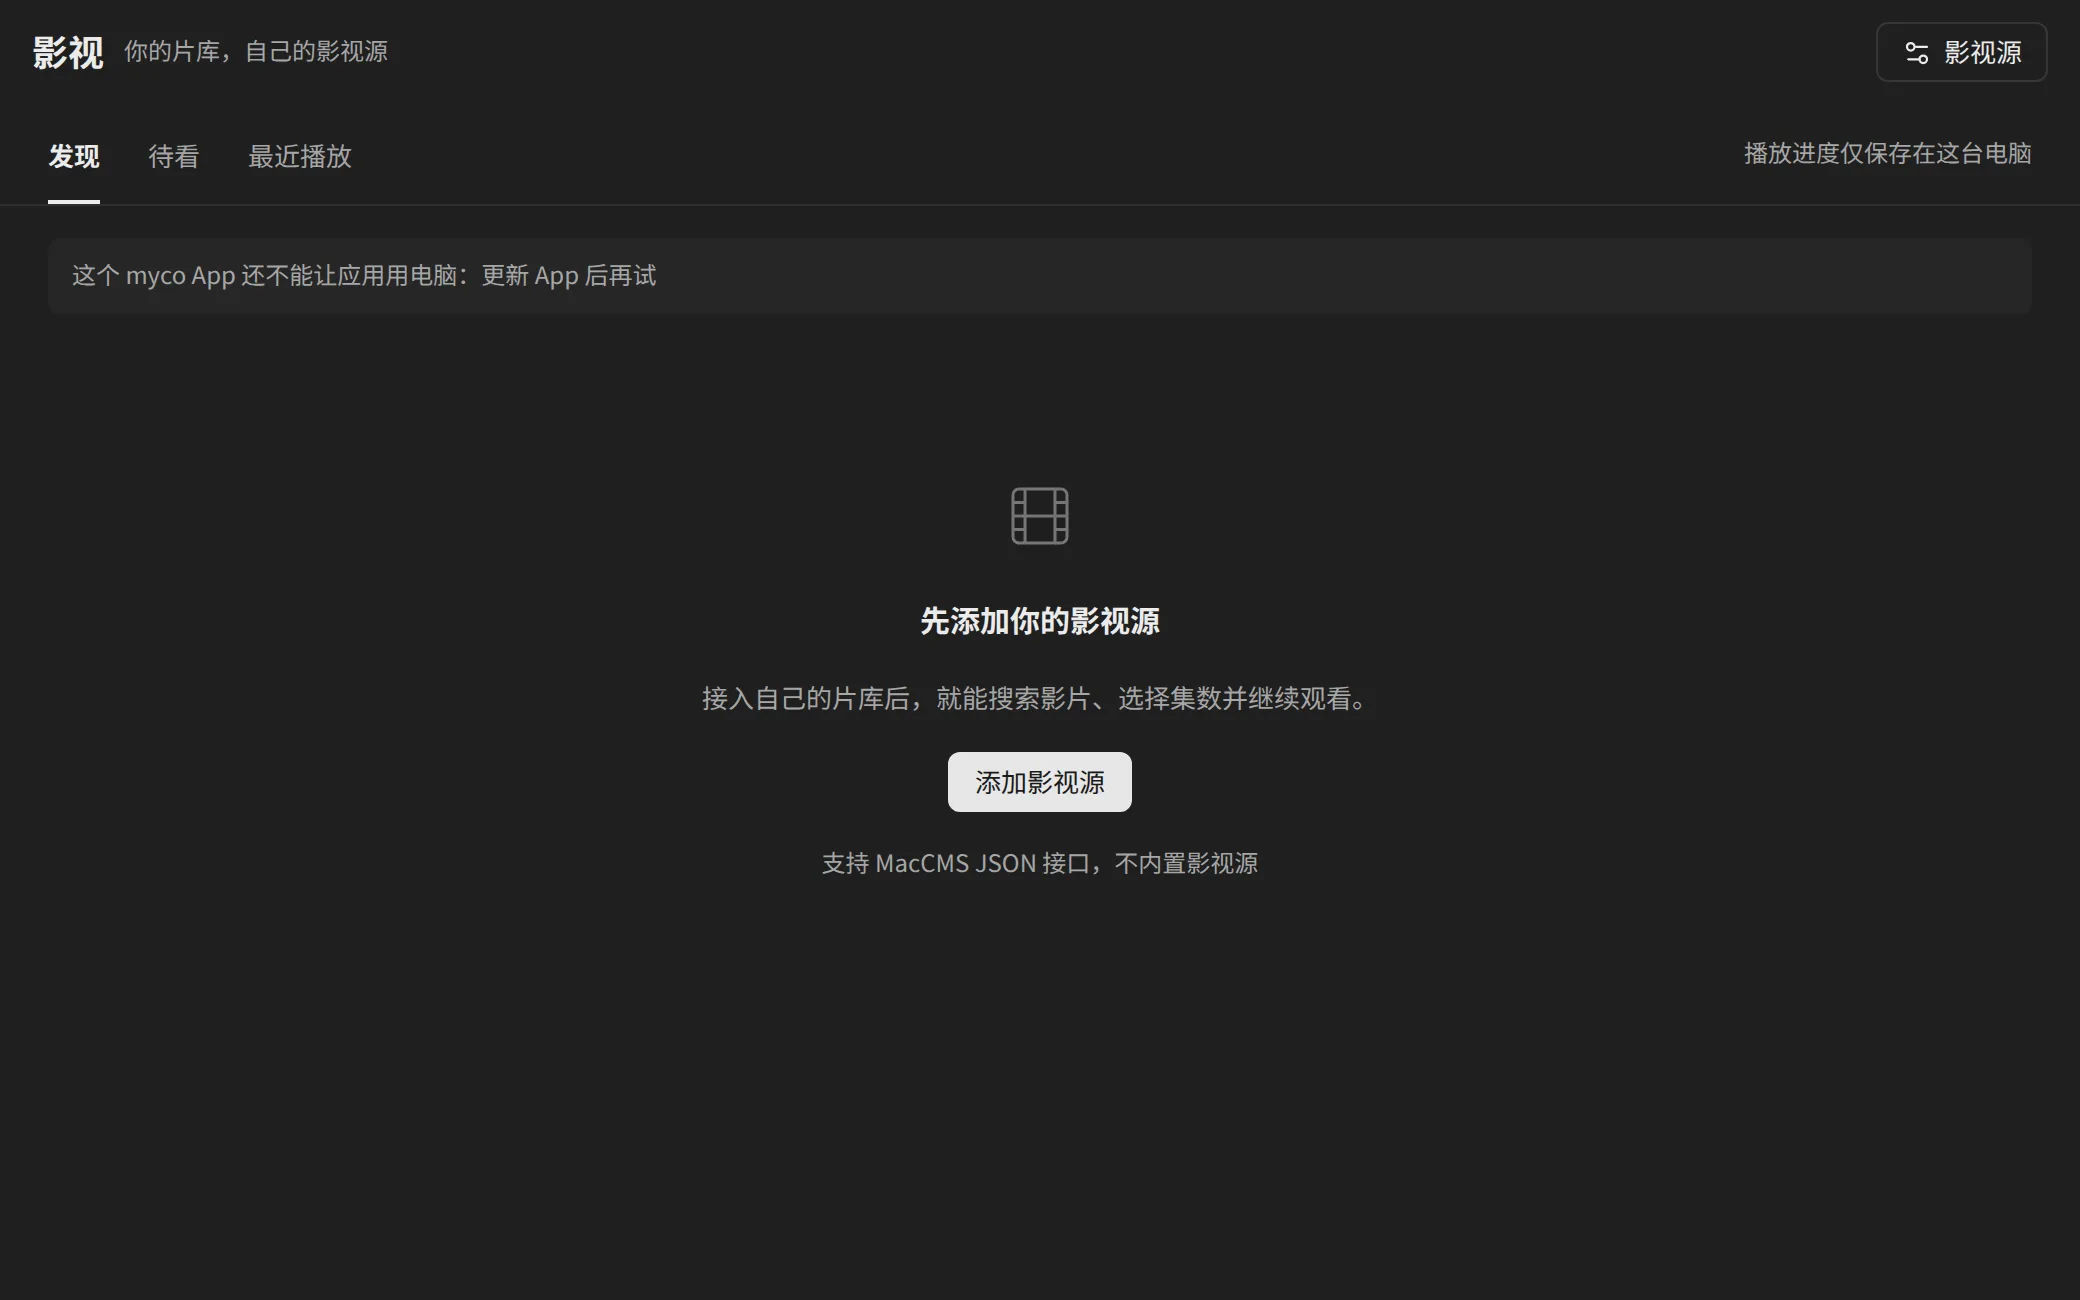 影视 你的片库，自己的影视源
影视源
发现 待看 最近播放
播放进度仅保存在这台电脑
这个 myco App 还不能让应用用电脑：更新 App 后再试
先添加你的影视源
接入自己的片库后，就能搜索影片、选择集数并继续观看。
添加影视源
支持 MacCMS JSON 接口，不内置影视源